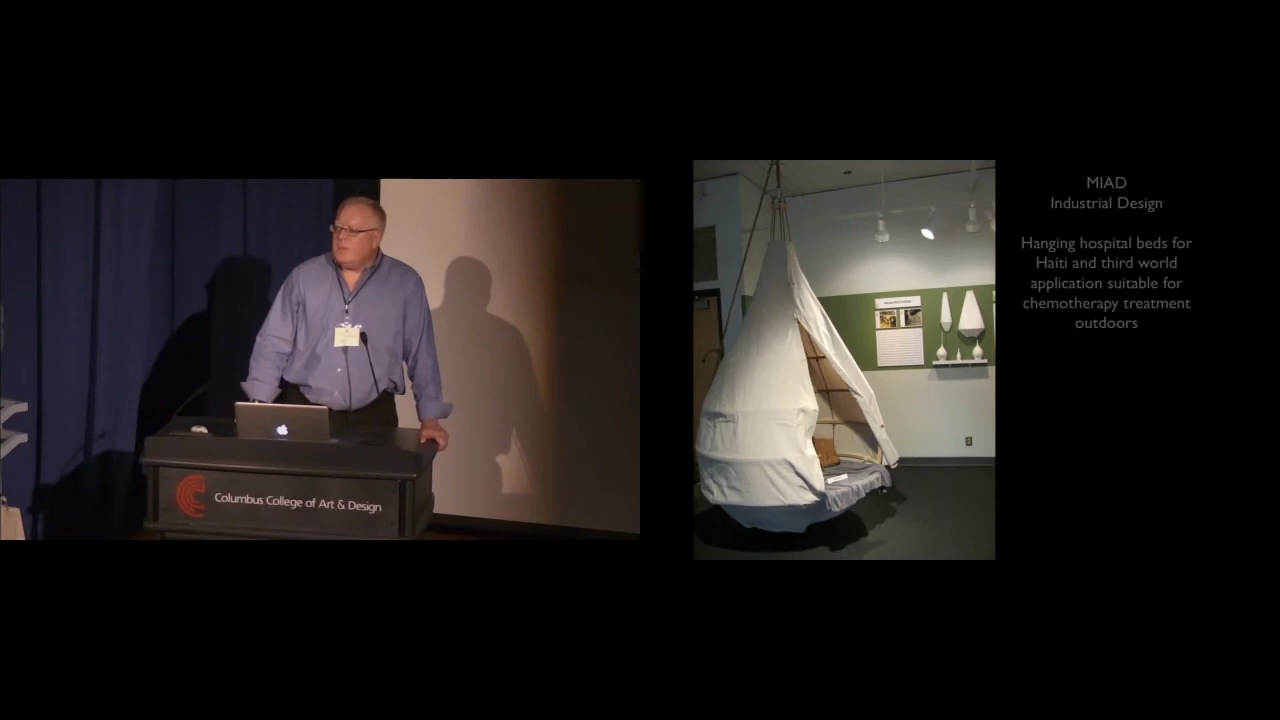 Columbus College of Art & Design
MIAD
Industrial Design
Hanging hospital beds for
Haiti and third world
application suitable for
chemotherapy treatment
outdoors